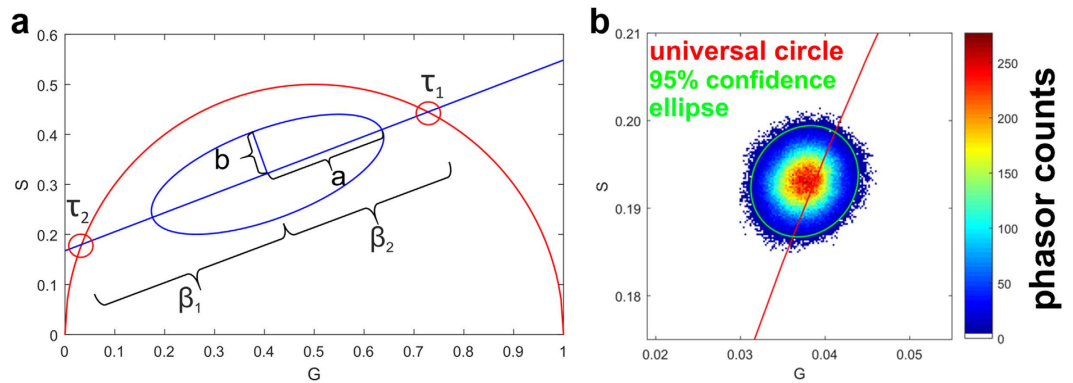 a
0.6
0.5
0.4
0.3
0.2
0.1
0
S
τ1
τ2
b
a
β2
β1
0 0.1 0.2 0.3 0.4 0.5 0.6 0.7 0.8 0.9 1
G
b
0.21
0.20
0.19
0.18
S
universal circle
95% confidence
ellipse
0.02 0.03 0.04 0.05
G
250
200
150
100
50
0
phasor counts